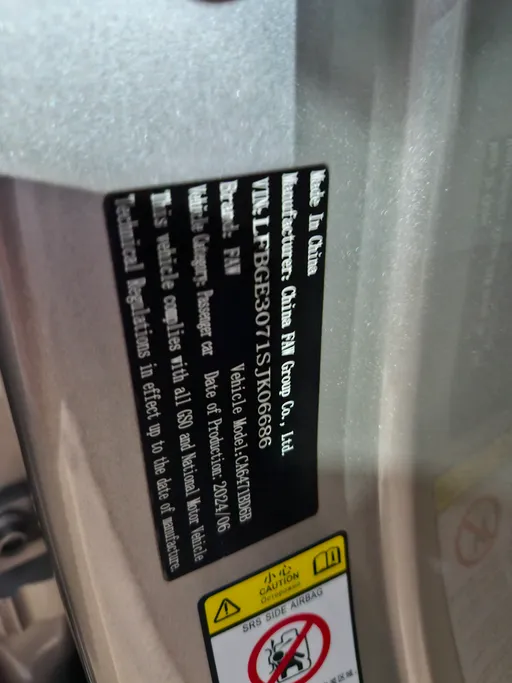 Made In China
Manufacturer: China FAW Group Co., Ltd.
VIN:LFBGE3071SJK06686
Brand: FAW Vehicle Model:CA6471BD6B
Vehicle Category: Passenger car Date of Production: 2024/06
This vehicle complies with all GSO and National Motor Vehicle
Technical Regulations in effect up to the date of manufacture.
小心
CAUTION
Осторожно!
SRS SIDE AIRBAG